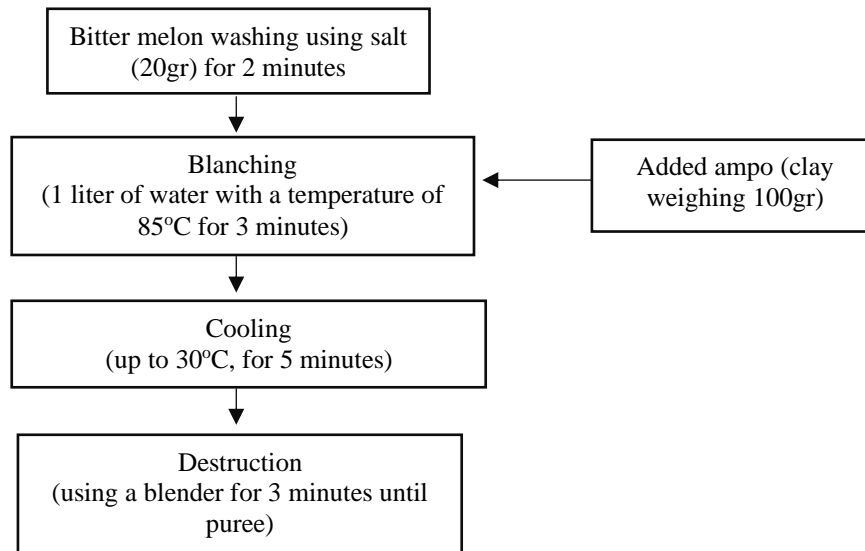 Bitter melon washing using salt
(20gr) for 2 minutes
Blanching
(1 liter of water with a temperature of
85°C for 3 minutes)
Added ampo (clay
weighing 100gr)
Cooling
(up to 30°C, for 5 minutes)
Destruction
(using a blender for 3 minutes until
puree)